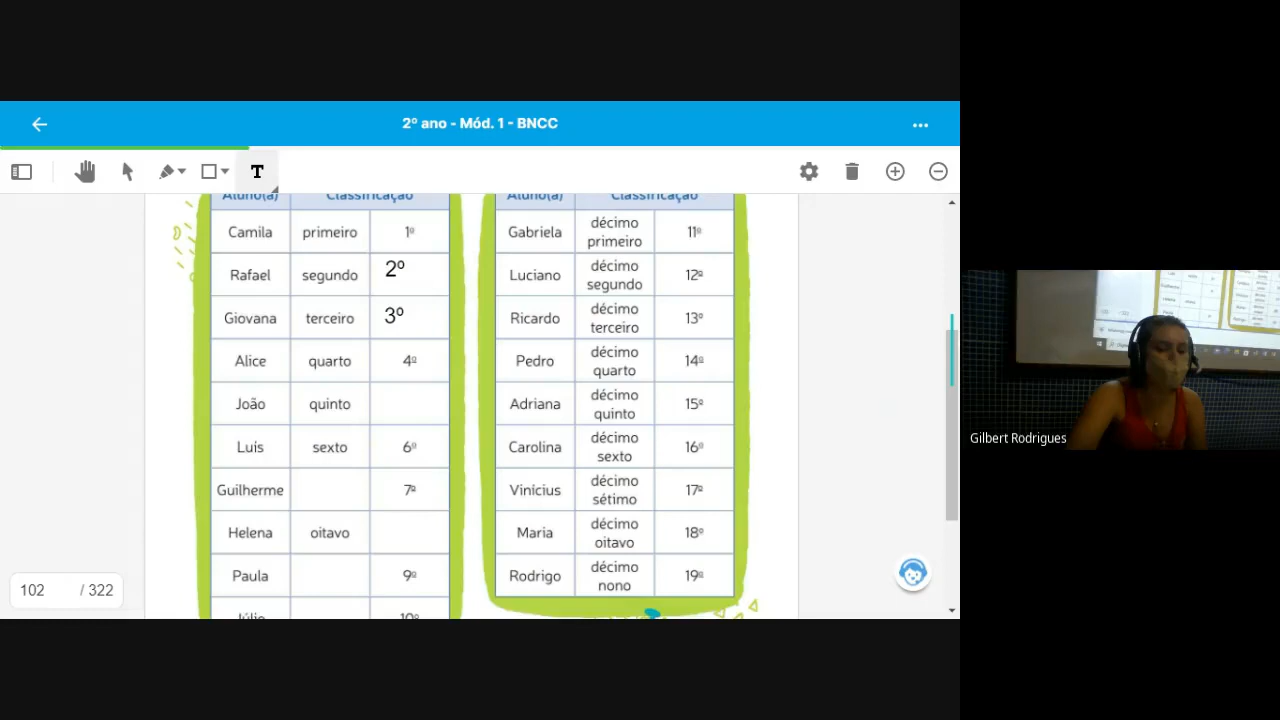 2º ano - Mód. 1 - BNCC
T
Aluno(a) Classificação
Camila primeiro 1º
Rafael segundo 2º
Giovana terceiro 3º
Alice quarto 4º
João quinto
Luís sexto 6º
Guilherme 7º
Helena oitavo
Paula 9º
Júlio 10º
Aluno(a) Classificação
Gabriela décimo primeiro 11º
Luciano décimo segundo 12º
Ricardo décimo terceiro 13º
Pedro décimo quarto 14º
Adriana décimo quinto 15º
Carolina décimo sexto 16º
Vinícius décimo sétimo 17º
Maria décimo oitavo 18º
Rodrigo décimo nono 19º
102 / 322
Gilbert Rodrigues